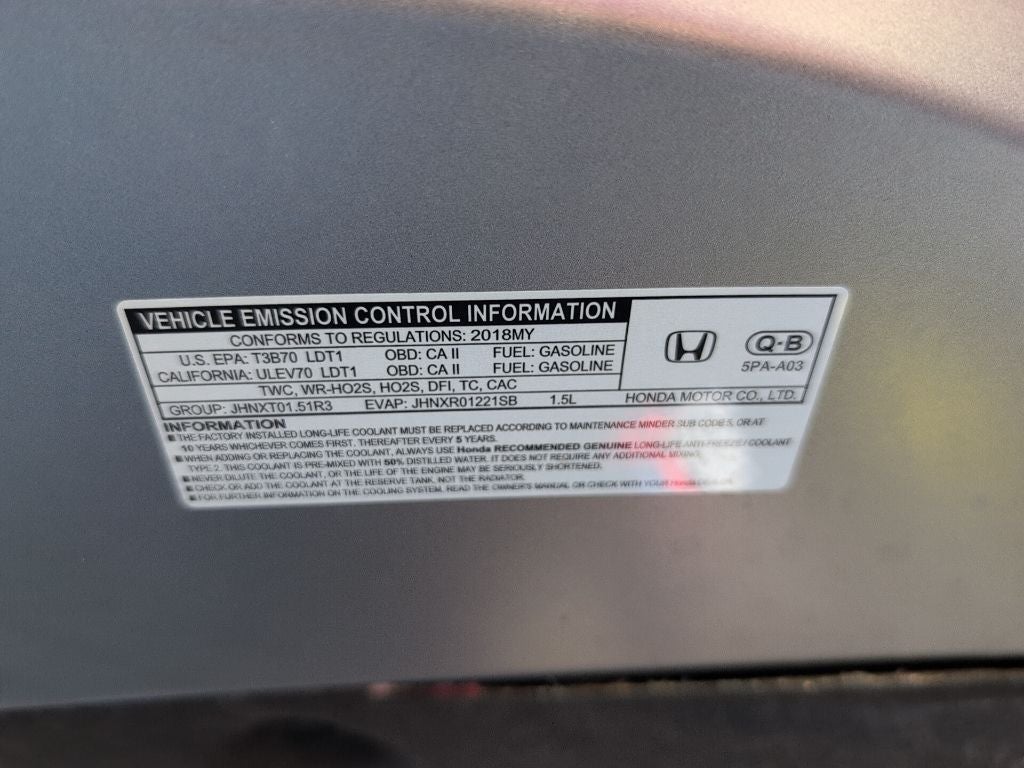 VEHICLE EMISSION CONTROL INFORMATION
CONFORMS TO REGULATIONS: 2018MY
U.S. EPA: T3B70 LDT1 OBD: CA II FUEL: GASOLINE
CALIFORNIA: ULEV70 LDT1 OBD: CA II FUEL: GASOLINE
TWC, WR-HO2S, HO2S, DFI, TC, CAC
GROUP: JHNXT01.51R3 EVAP: JHNXR01221SB 1.5L
Q-B
5PA-A03
HONDA MOTOR CO., LTD.
INFORMATION
■ THE FACTORY INSTALLED LONG-LIFE COOLANT MUST BE REPLACED ACCORDING TO MAINTENANCE MINDER SUB CODE 5, OR AT
10 YEARS WHICHEVER COMES FIRST. THEREAFTER EVERY 5 YEARS.
■ WHEN ADDING OR REPLACING THE COOLANT, ALWAYS USE Honda RECOMMENDED GENUINE LONG-LIFE ANTI-FREEZE / COOLANT
TYPE 2. THIS COOLANT IS PRE-MIXED WITH 50% DISTILLED WATER. IT DOES NOT REQUIRE ANY ADDITIONAL MIXING.
■ NEVER DILUTE THE COOLANT, OR THE LIFE OF THE ENGINE MAY BE SERIOUSLY SHORTENED.
■ CHECK OR ADD THE COOLANT AT THE RESERVE TANK, NOT THE RADIATOR.
■ FOR FURTHER INFORMATION ON THE COOLING SYSTEM, READ THE OWNER'S MANUAL OR CHECK WITH YOUR Honda DEALER.